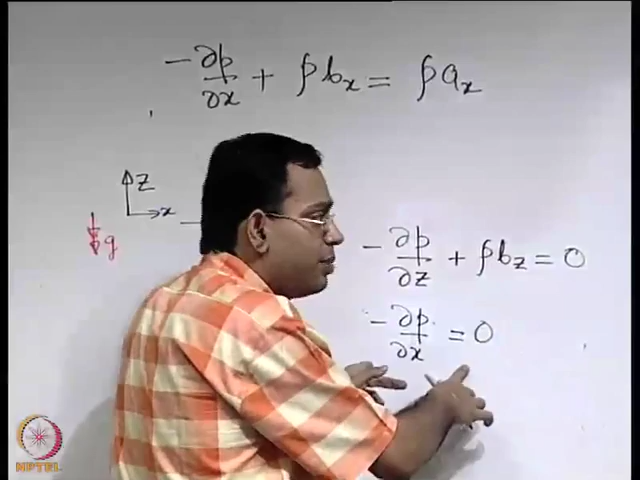 -∂p/∂x + ρb_x = ρa_x
z
x
g
-∂p/∂z + ρb_z = 0
-∂p/∂x = 0
NPTEL